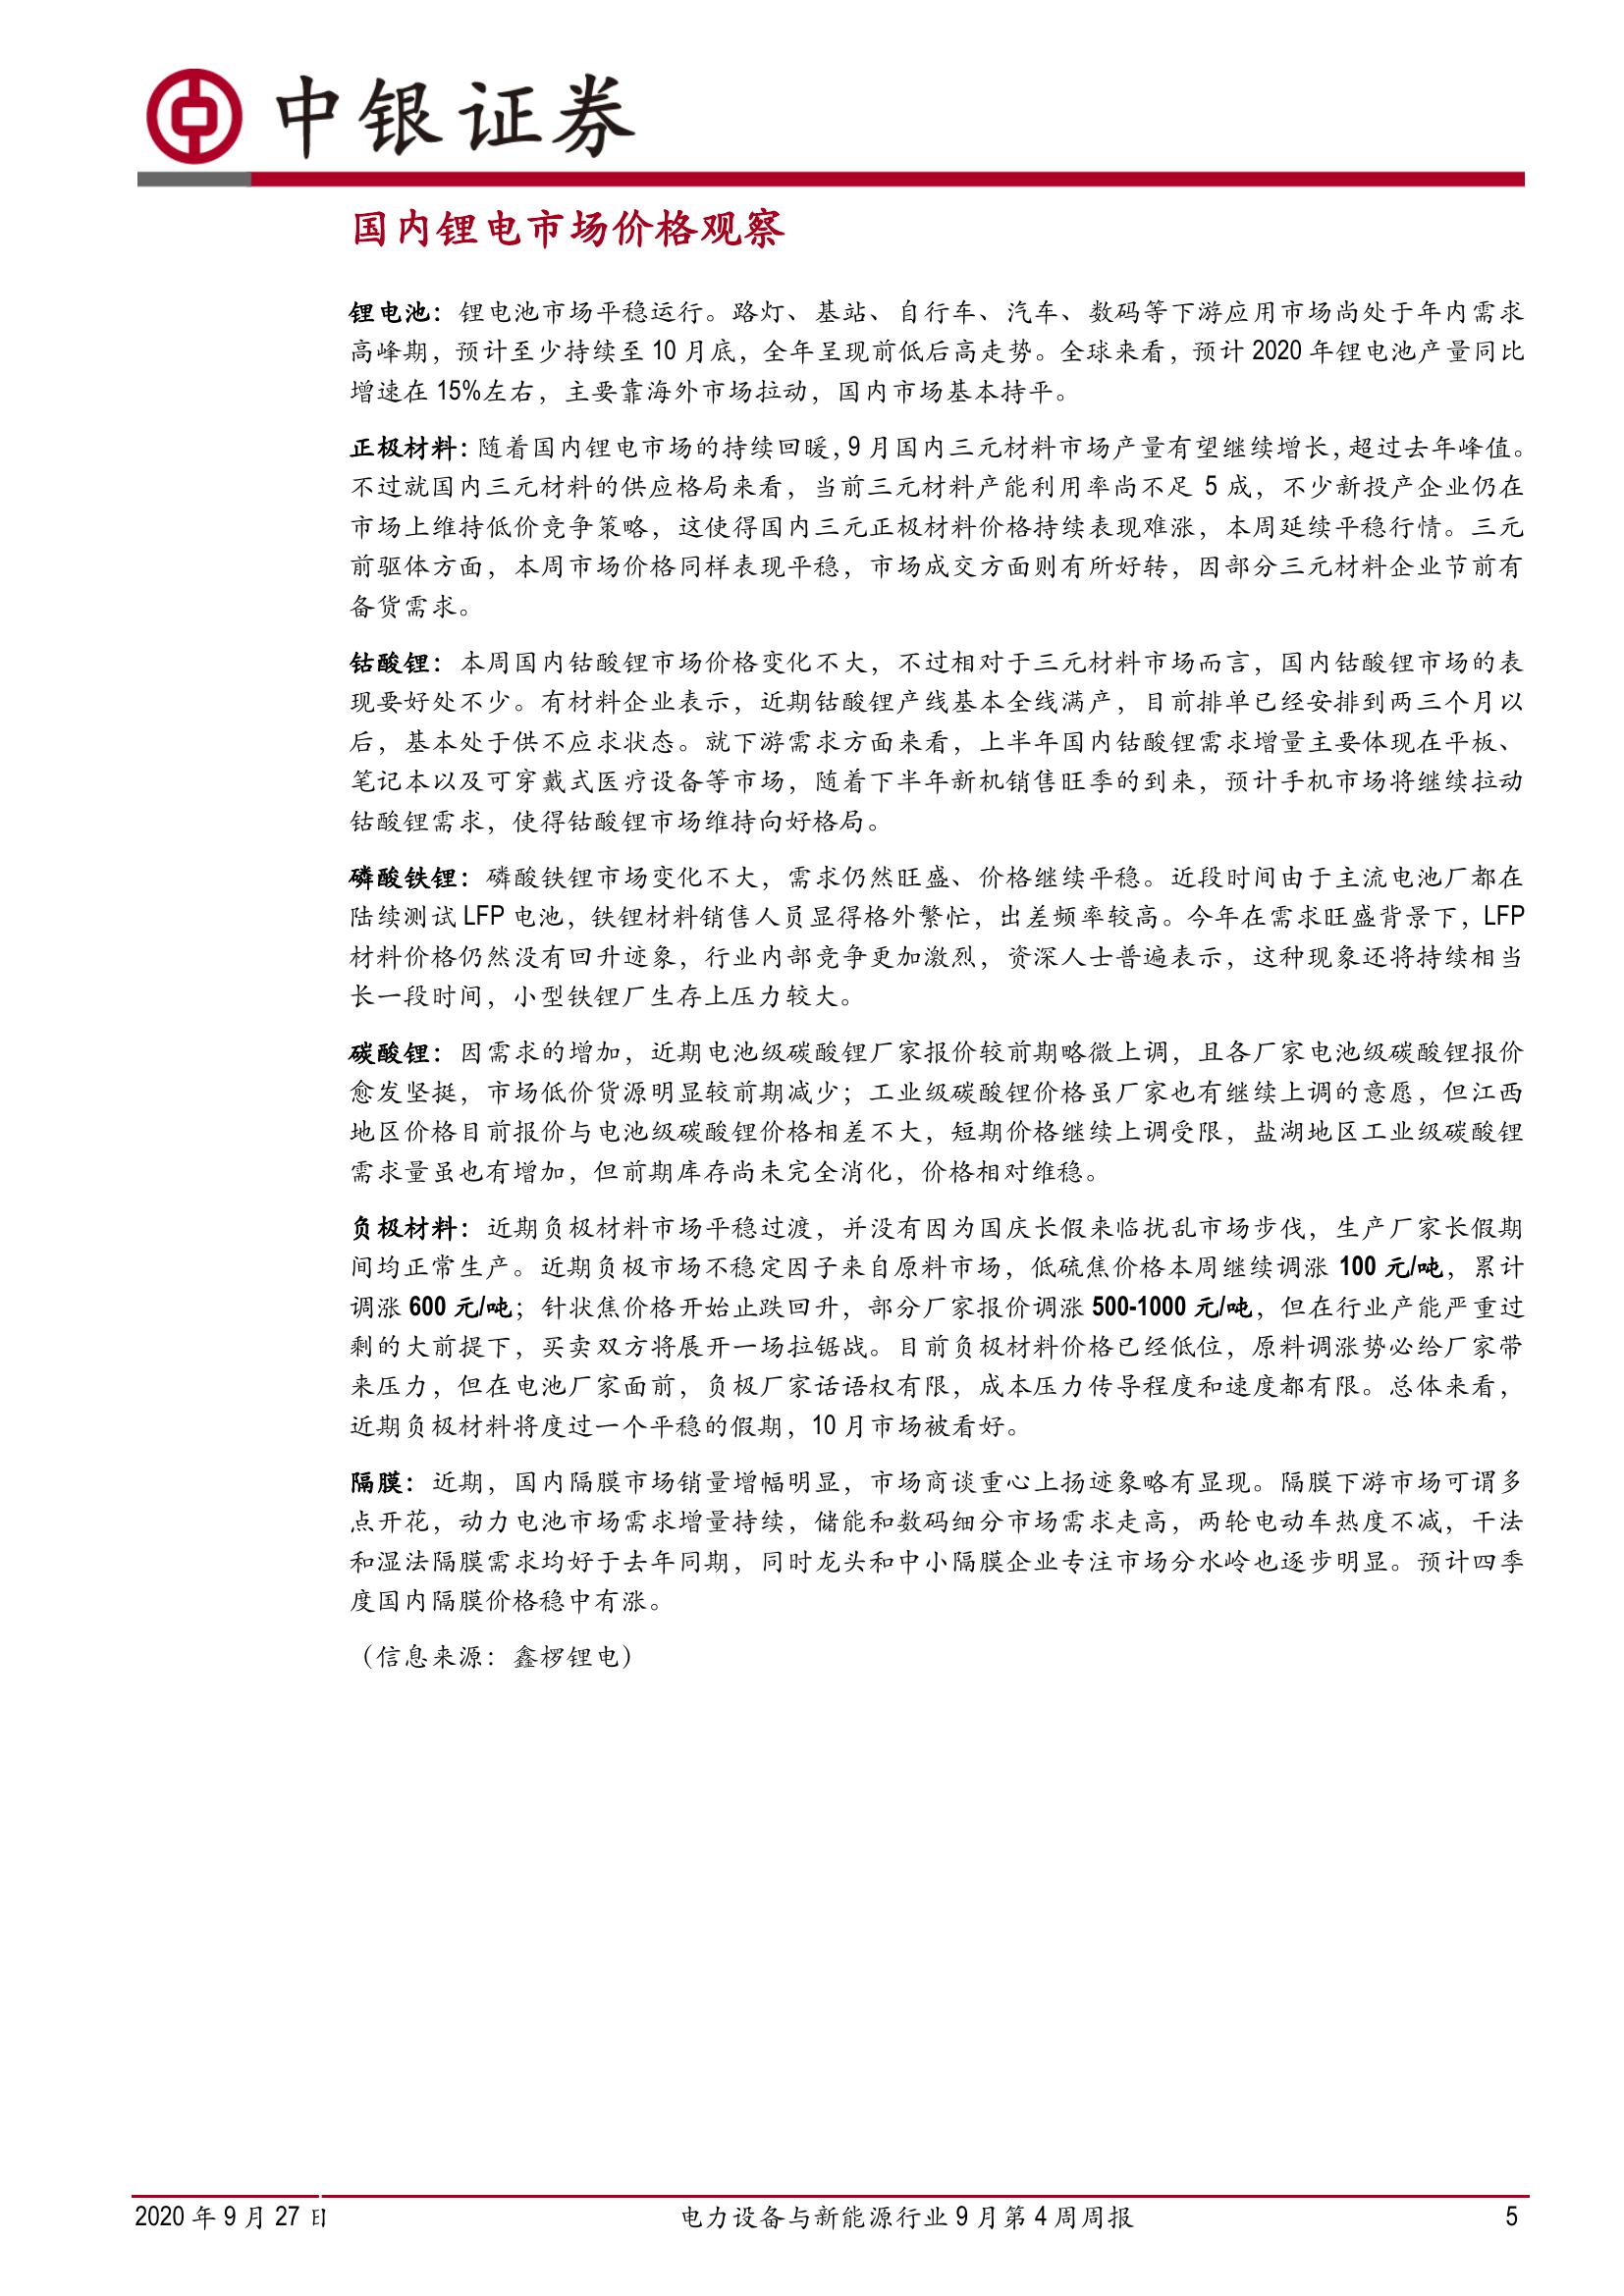 中银证券
国内锂电市场价格观察
锂电池：锂电池市场平稳运行。路灯、基站、自行车、汽车、数码等下游应用市场尚处于年内需求
高峰期，预计至少持续至 10 月底，全年呈现前低后高走势。全球来看，预计 2020 年锂电池产量同比
增速在 15%左右，主要靠海外市场拉动，国内市场基本持平。
正极材料：随着国内锂电市场的持续回暖，9 月国内三元材料市场产量有望继续增长，超过去年峰值。
不过就国内三元材料的供应格局来看，当前三元材料产能利用率尚不足 5 成，不少新投产企业仍在
市场上维持低价竞争策略，这使得国内三元正极材料价格持续表现难涨，本周延续平稳行情。三元
前驱体方面，本周市场价格同样表现平稳，市场成交方面则有所好转，因部分三元材料企业节前有
备货需求。
钴酸锂：本周国内钴酸锂市场价格变化不大，不过相对于三元材料市场而言，国内钴酸锂市场的表
现要好处不少。有材料企业表示，近期钴酸锂产线基本全线满产，目前排单已经安排到两三个月以
后，基本处于供不应求状态。就下游需求方面来看，上半年国内钴酸锂需求增量主要体现在平板、
笔记本以及可穿戴式医疗设备等市场，随着下半年新机销售旺季的到来，预计手机市场将继续拉动
钴酸锂需求，使得钴酸锂市场维持向好格局。
磷酸铁锂：磷酸铁锂市场变化不大，需求仍然旺盛、价格继续平稳。近段时间由于主流电池厂都在
陆续测试 LFP 电池，铁锂材料销售人员显得格外繁忙，出差频率较高。今年在需求旺盛背景下，LFP
材料价格仍然没有回升迹象，行业内部竞争更加激烈，资深人士普遍表示，这种现象还将持续相当
长一段时间，小型铁锂厂生存上压力较大。
碳酸锂：因需求的增加，近期电池级碳酸锂厂家报价较前期略微上调，且各厂家电池级碳酸锂报价
愈发坚挺，市场低价货源明显较前期减少；工业级碳酸锂价格虽厂家也有继续上调的意愿，但江西
地区价格目前报价与电池级碳酸锂价格相差不大，短期价格继续上调受限，盐湖地区工业级碳酸锂
需求量虽也有增加，但前期库存尚未完全消化，价格相对维稳。
负极材料：近期负极材料市场平稳过渡，并没有因为国庆长假来临扰乱市场步伐，生产厂家长假期
间均正常生产。近期负极市场不稳定因子来自原料市场，低硫焦价格本周继续调涨 100 元/吨，累计
调涨 600 元/吨；针状焦价格开始止跌回升，部分厂家报价调涨 500-1000 元/吨，但在行业产能严重过
剩的大前提下，买卖双方将展开一场拉锯战。目前负极材料价格已经低位，原料调涨势必给厂家带
来压力，但在电池厂家面前，负极厂家话语权有限，成本压力传导程度和速度都有限。总体来看，
近期负极材料将度过一个平稳的假期，10 月市场被看好。
隔膜：近期，国内隔膜市场销量增幅明显，市场商谈重心上扬迹象略有显现。隔膜下游市场可谓多
点开花，动力电池市场需求增量持续，储能和数码细分市场需求走高，两轮电动车热度不减，干法
和湿法隔膜需求均好于去年同期，同时龙头和中小隔膜企业专注市场分水岭也逐步明显。预计四季
度国内隔膜价格稳中有涨。
（信息来源：鑫椤锂电）
2020 年 9 月 27 日 电力设备与新能源行业 9 月第 4 周周报 5